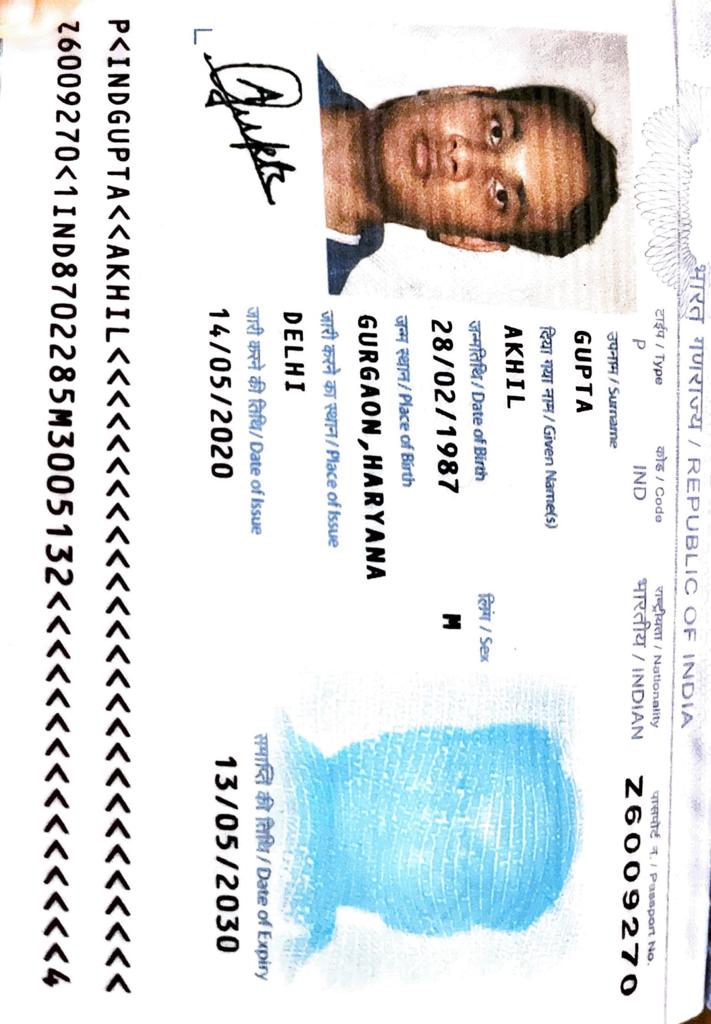 भारत गणराज्य / REPUBLIC OF INDIA
टाईप / Type कोड / Code राष्ट्रीयता / Nationality पासपोर्ट न. / Passport No.
P IND भारतीय / INDIAN Z6009270
उपनाम / Surname
GUPTA
दिया गया नाम / Given Name(s)
AKHIL
जन्मतिथि / Date of Birth लिंग / Sex
28/02/1987 M
जन्म स्थान / Place of Birth
GURGAON,HARYANA
जारी करने का स्थान / Place of Issue
DELHI
जारी करने की तिथि / Date of Issue समाप्ति की तिथि / Date of Expiry
14/05/2020 13/05/2030
AGupta
P<INDGUPTA<<AKHIL<<<<<<<<<<<<<<<<<<<<<<<<<<<
Z6009270<1IND8702285M3005132<<<<<<<<<<<<<<<4